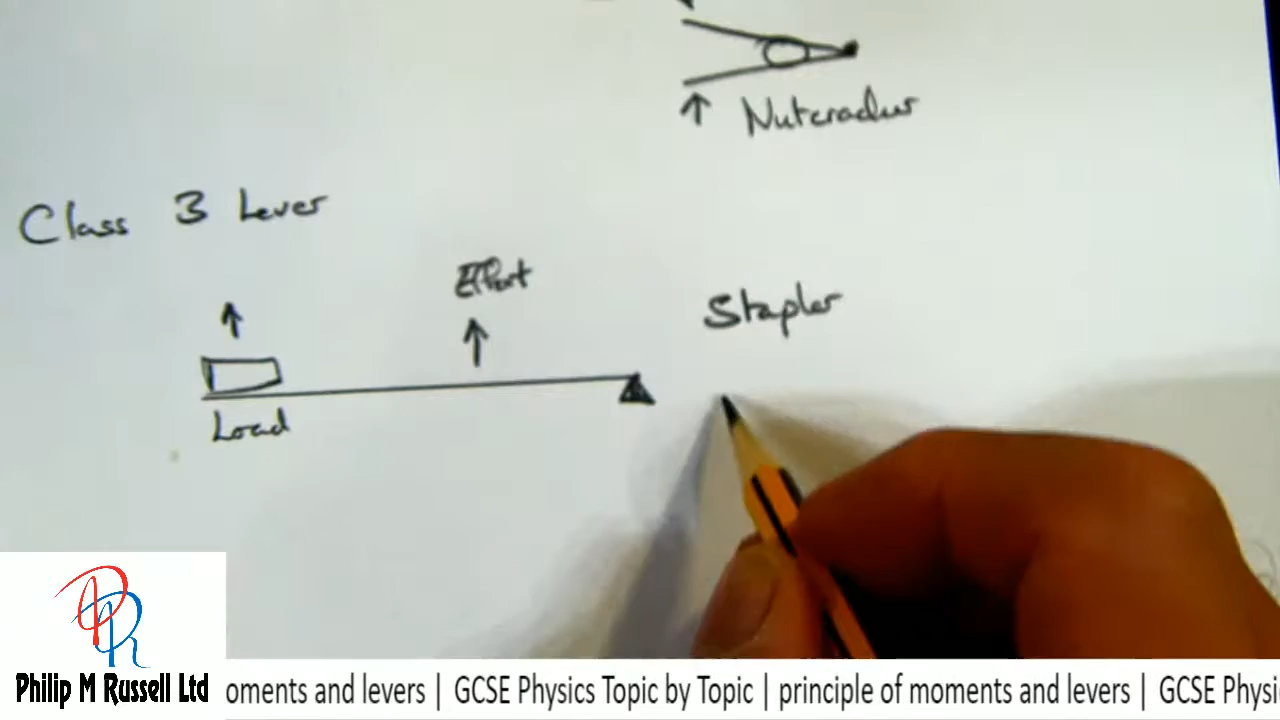 Nutcracker
Class 3 Lever
Effort
Stapler
Load
Philip M Russell Ltd
oments and levers | GCSE Physics Topic by Topic | principle of moments and levers | GCSE Physi